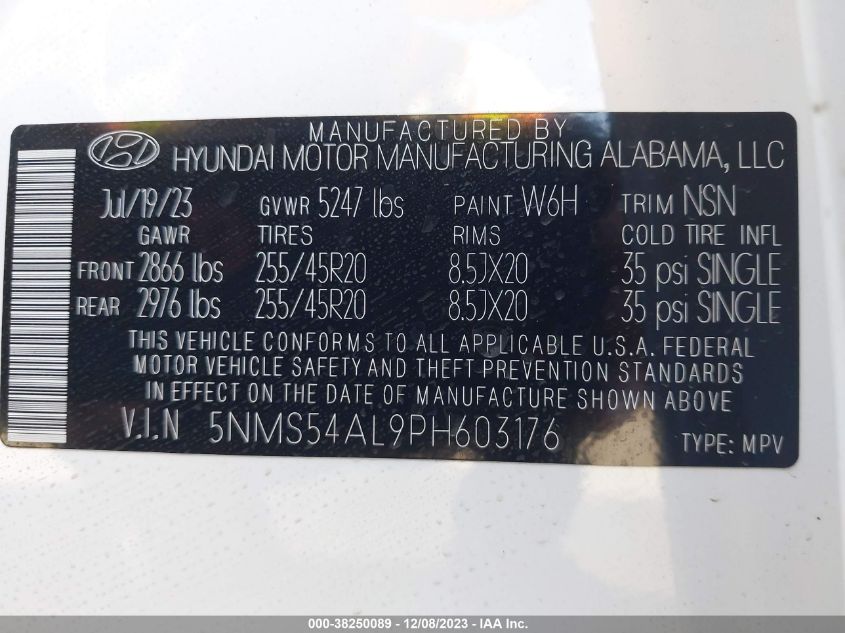 MANUFACTURED BY
HYUNDAI MOTOR MANUFACTURING ALABAMA, LLC
Jul/19/23 GVWR 5247 lbs PAINT W6H TRIM NSN
GAWR TIRES RIMS COLD TIRE INFL
FRONT 2866 lbs 255/45R20 8.5JX20 35 psi SINGLE
REAR 2976 lbs 255/45R20 8.5JX20 35 psi SINGLE
THIS VEHICLE CONFORMS TO ALL APPLICABLE U.S.A. FEDERAL
MOTOR VEHICLE SAFETY AND THEFT PREVENTION STANDARDS
IN EFFECT ON THE DATE OF MANUFACTURE SHOWN ABOVE
V.I.N 5NMS54AL9PH603176 TYPE: MPV
000-38250089 - 12/08/2023 - IAA Inc.